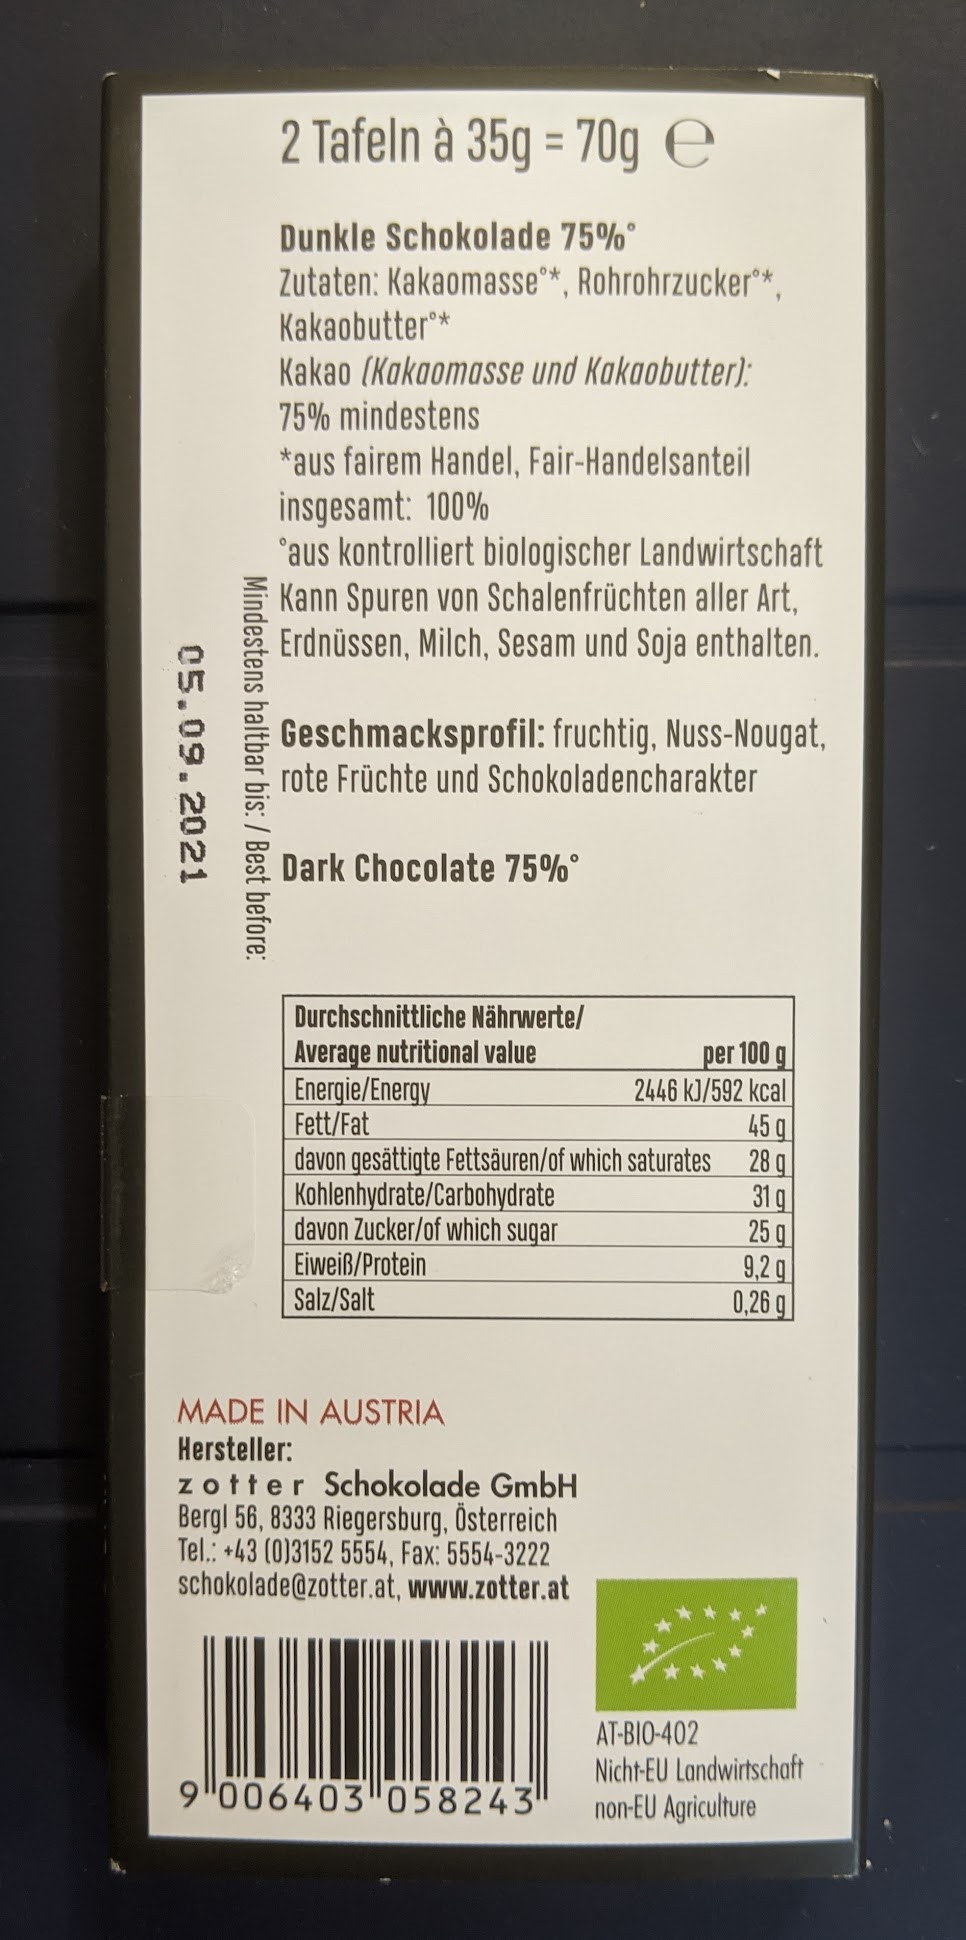 2 Tafeln à 35g = 70g ℮
Dunkle Schokolade 75%°
Zutaten: Kakaomasse°*, Rohrohrzucker°*,
Kakaobutter°*
Kakao (Kakaomasse und Kakaobutter):
75% mindestens
*aus fairem Handel, Fair-Handelsanteil
insgesamt: 100%
°aus kontrolliert biologischer Landwirtschaft
Kann Spuren von Schalenfrüchten aller Art,
Erdnüssen, Milch, Sesam und Soja enthalten.
Mindestens haltbar bis: / Best before:
05.09.2021
Geschmacksprofil: fruchtig, Nuss-Nougat,
rote Früchte und Schokoladencharakter
Dark Chocolate 75%°
Durchschnittliche Nährwerte/
Average nutritional value per 100 g
Energie/Energy 2446 kJ/592 kcal
Fett/Fat 45 g
davon gesättigte Fettsäuren/of which saturates 28 g
Kohlenhydrate/Carbohydrate 31 g
davon Zucker/of which sugar 25 g
Eiweiß/Protein 9,2 g
Salz/Salt 0,26 g
MADE IN AUSTRIA
Hersteller:
zotter Schokolade GmbH
Bergl 56, 8333 Riegersburg, Österreich
Tel.: +43 (0)3152 5554, Fax: 5554-3222
schokolade@zotter.at, www.zotter.at
9 006403 058243
AT-BIO-402
Nicht-EU Landwirtschaft
non-EU Agriculture